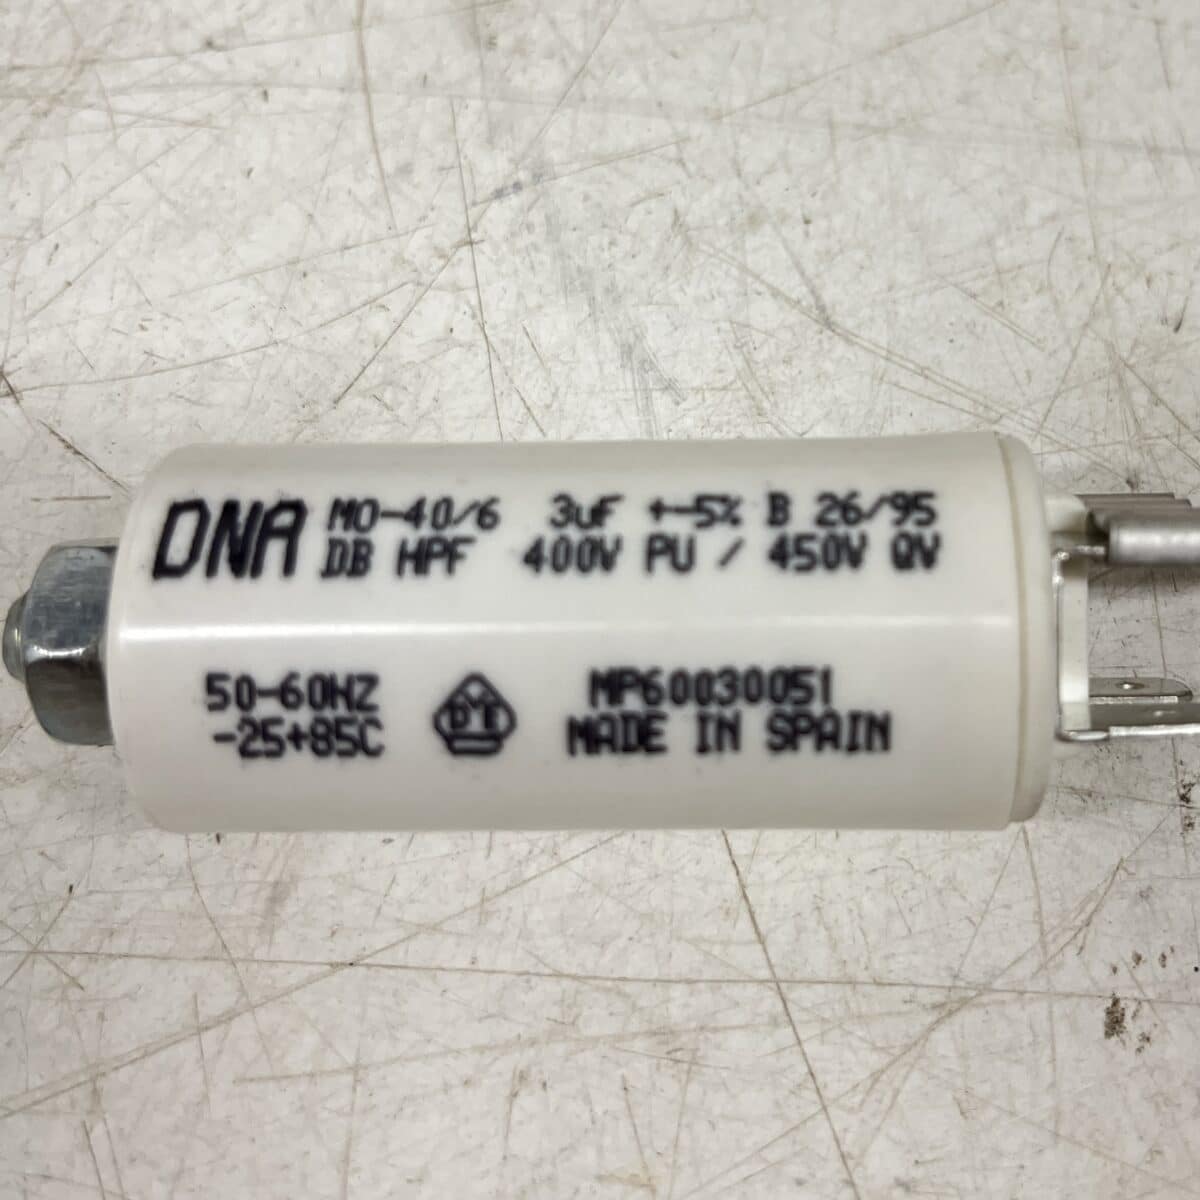 DNA
MO-40/6 3uF +-5% B 26/95
DB HPF 400V PU / 450V QV
50-60HZ
-25+85C
MP60030051
MADE IN SPAIN